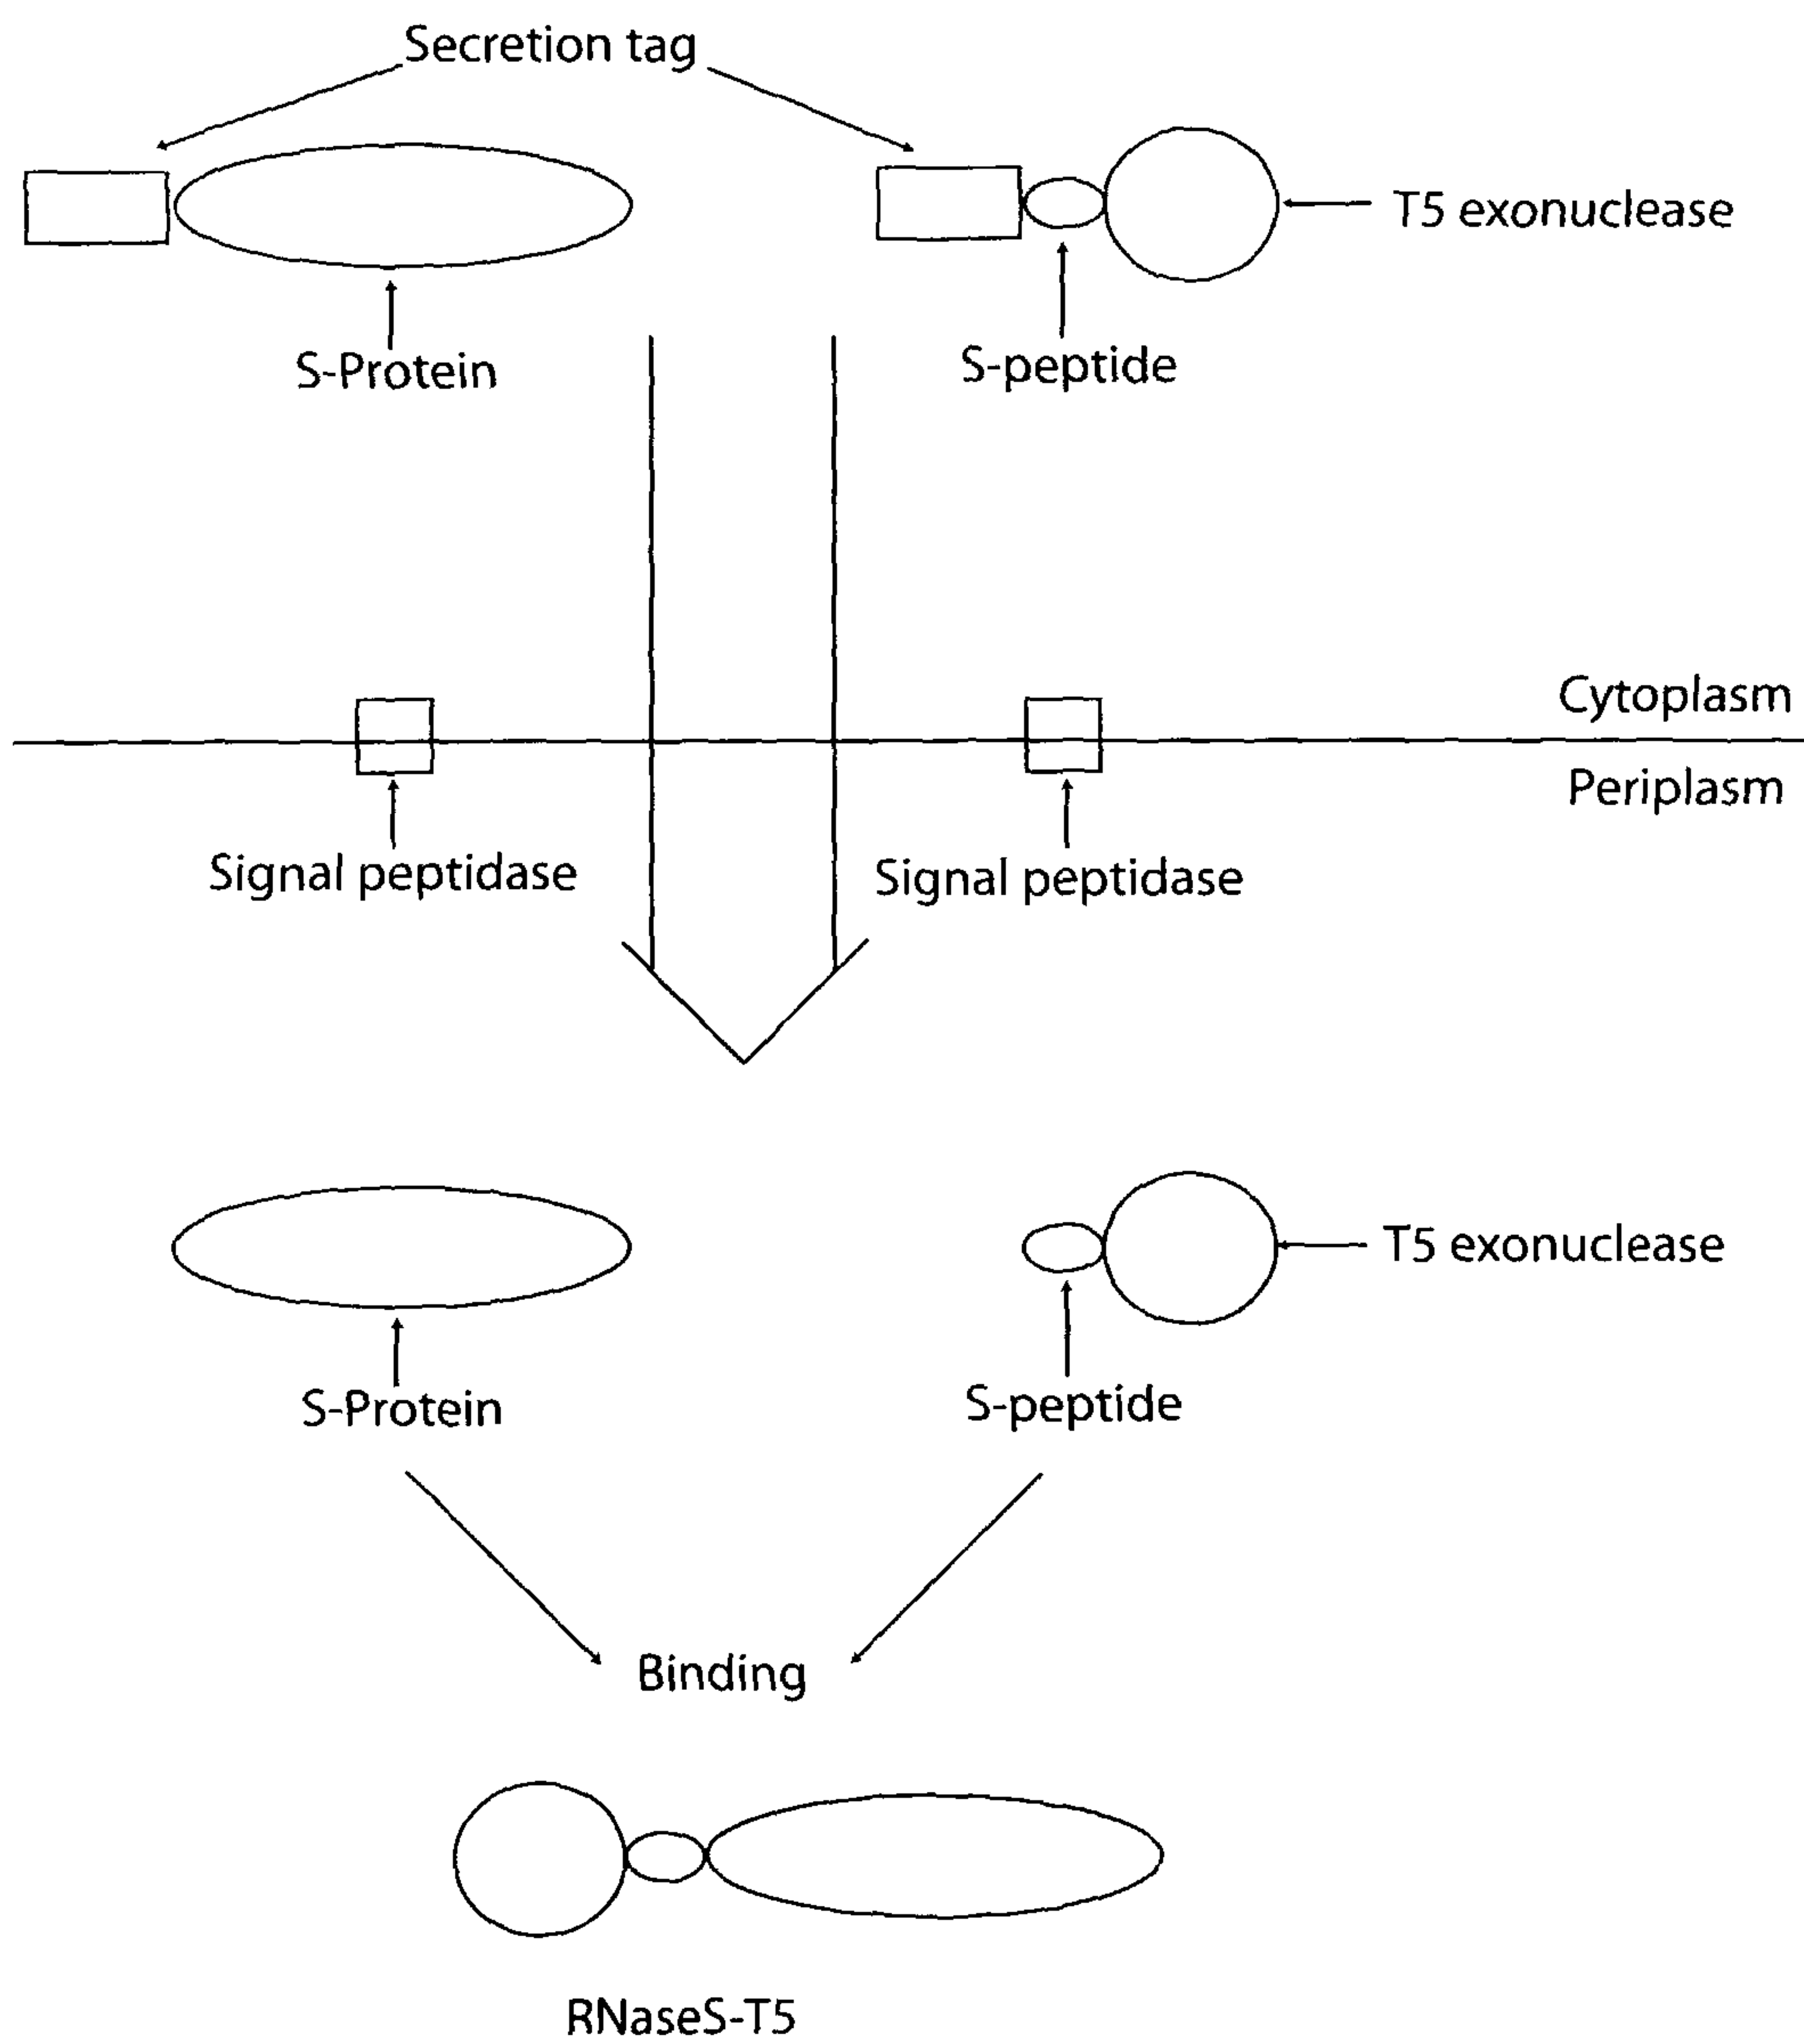 Secretion tag
T5 exonuclease
S-Protein
S-peptide
Cytoplasm
Periplasm
Signal peptidase
Signal peptidase
T5 exonuclease
S-Protein
S-peptide
Binding
RNaseS-T5